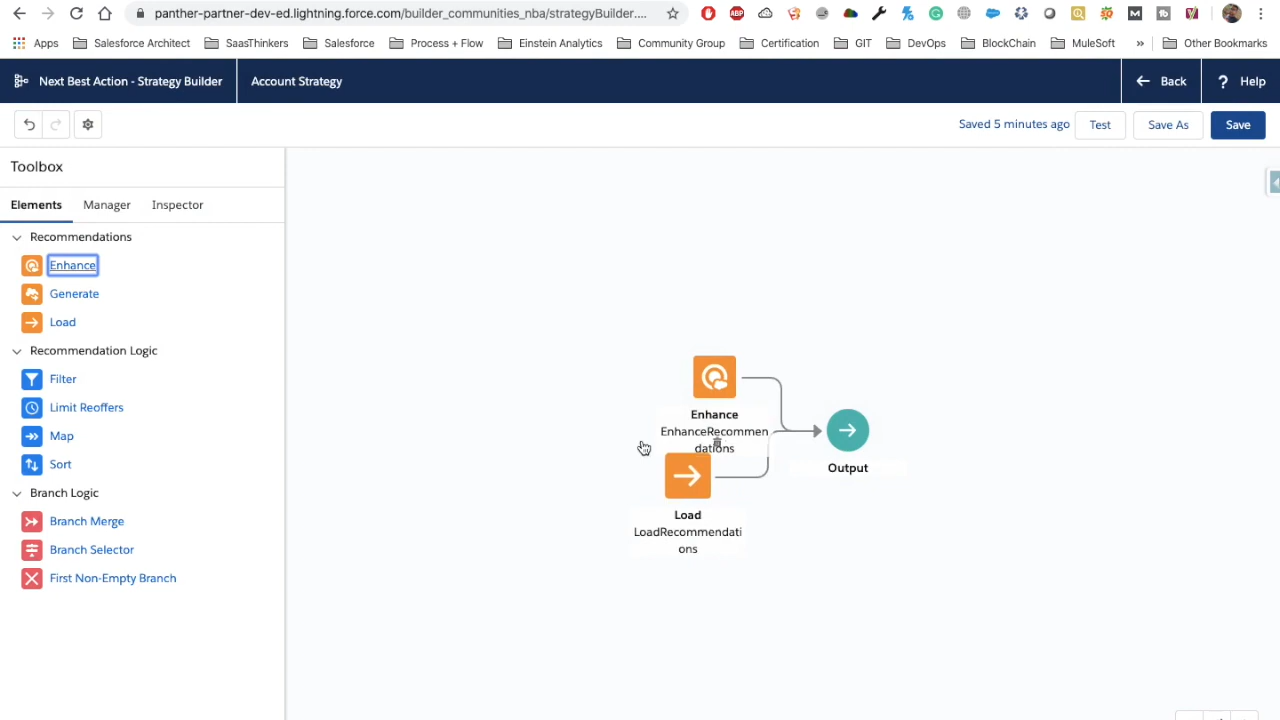 panther-partner-dev-ed.lightning.force.com/builder_communities_nba/strategyBuilder....
ABP
M
Apps
Salesforce Architect
SaasThinkers
Salesforce
Process + Flow
Einstein Analytics
Community Group
Certification
GIT
DevOps
BlockChain
MuleSoft
»
Other Bookmarks
Next Best Action - Strategy Builder
Account Strategy
Back
? Help
Saved 5 minutes ago
Test
Save As
Save
Toolbox
Elements
Manager
Inspector
Recommendations
Enhance
Generate
Load
Recommendation Logic
Filter
Limit Reoffers
Map
Sort
Branch Logic
Branch Merge
Branch Selector
First Non-Empty Branch
Enhance
EnhanceRecommen
dations
Load
LoadRecommendati
ons
Output